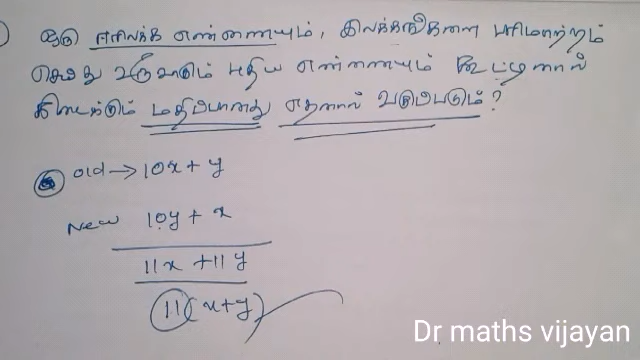 ஒரு ஈரிலக்க எண்ணையும், இலக்கங்களை பரிமாற்றம்
செய்து உருவாகும் புதிய எண்ணையும் கூட்டினால்
கிடைக்கும் மதிப்பானது எதனால் வகுபடும்?
Old → 10x + y
New 10y + x
11x + 11y
11(x+y)
Dr maths vijayan